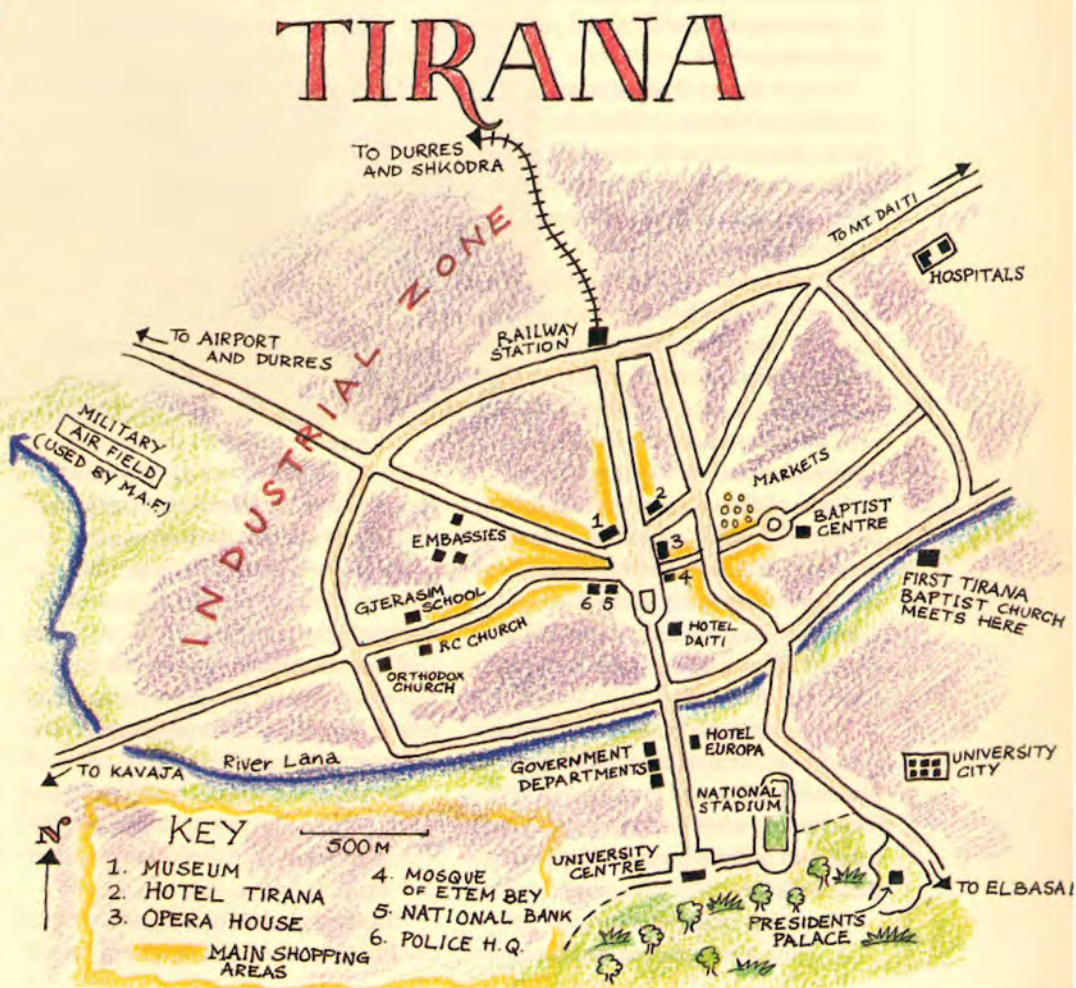 TIRANA
TO DURRES
AND SHKODRA
TO MT. DAITI
HOSPITALS
INDUSTRIAL ZONE
RAILWAY
STATION
TO AIRPORT
AND DURRES
MILITARY
AIR FIELD
(USED BY M.A.F.)
MARKETS
EMBASSIES
1
2
3
4
BAPTIST
CENTRE
GJERASIM
SCHOOL
6 5
FIRST TIRANA
BAPTIST CHURCH
MEETS HERE
RC CHURCH
HOTEL
DAITI
ORTHODOX
CHURCH
River Lana
TO KAVAJA
GOVERNMENT
DEPARTMENTS
HOTEL
EUROPA
UNIVERSITY
CITY
NATIONAL
STADIUM
UNIVERSITY
CENTRE
PRESIDENTS
PALACE
TO ELBASA
N
KEY
500 M
1. MUSEUM
2. HOTEL TIRANA
3. OPERA HOUSE
4. MOSQUE
OF ETEM BEY
5. NATIONAL BANK
6. POLICE H.Q.
MAIN SHOPPING
AREAS